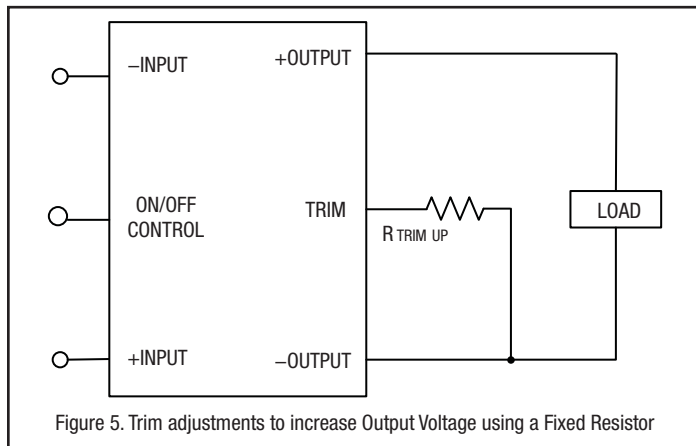 −INPUT
+OUTPUT
ON/OFF
CONTROL
TRIM
R TRIM UP
LOAD
+INPUT
−OUTPUT
Figure 5. Trim adjustments to increase Output Voltage using a Fixed Resistor